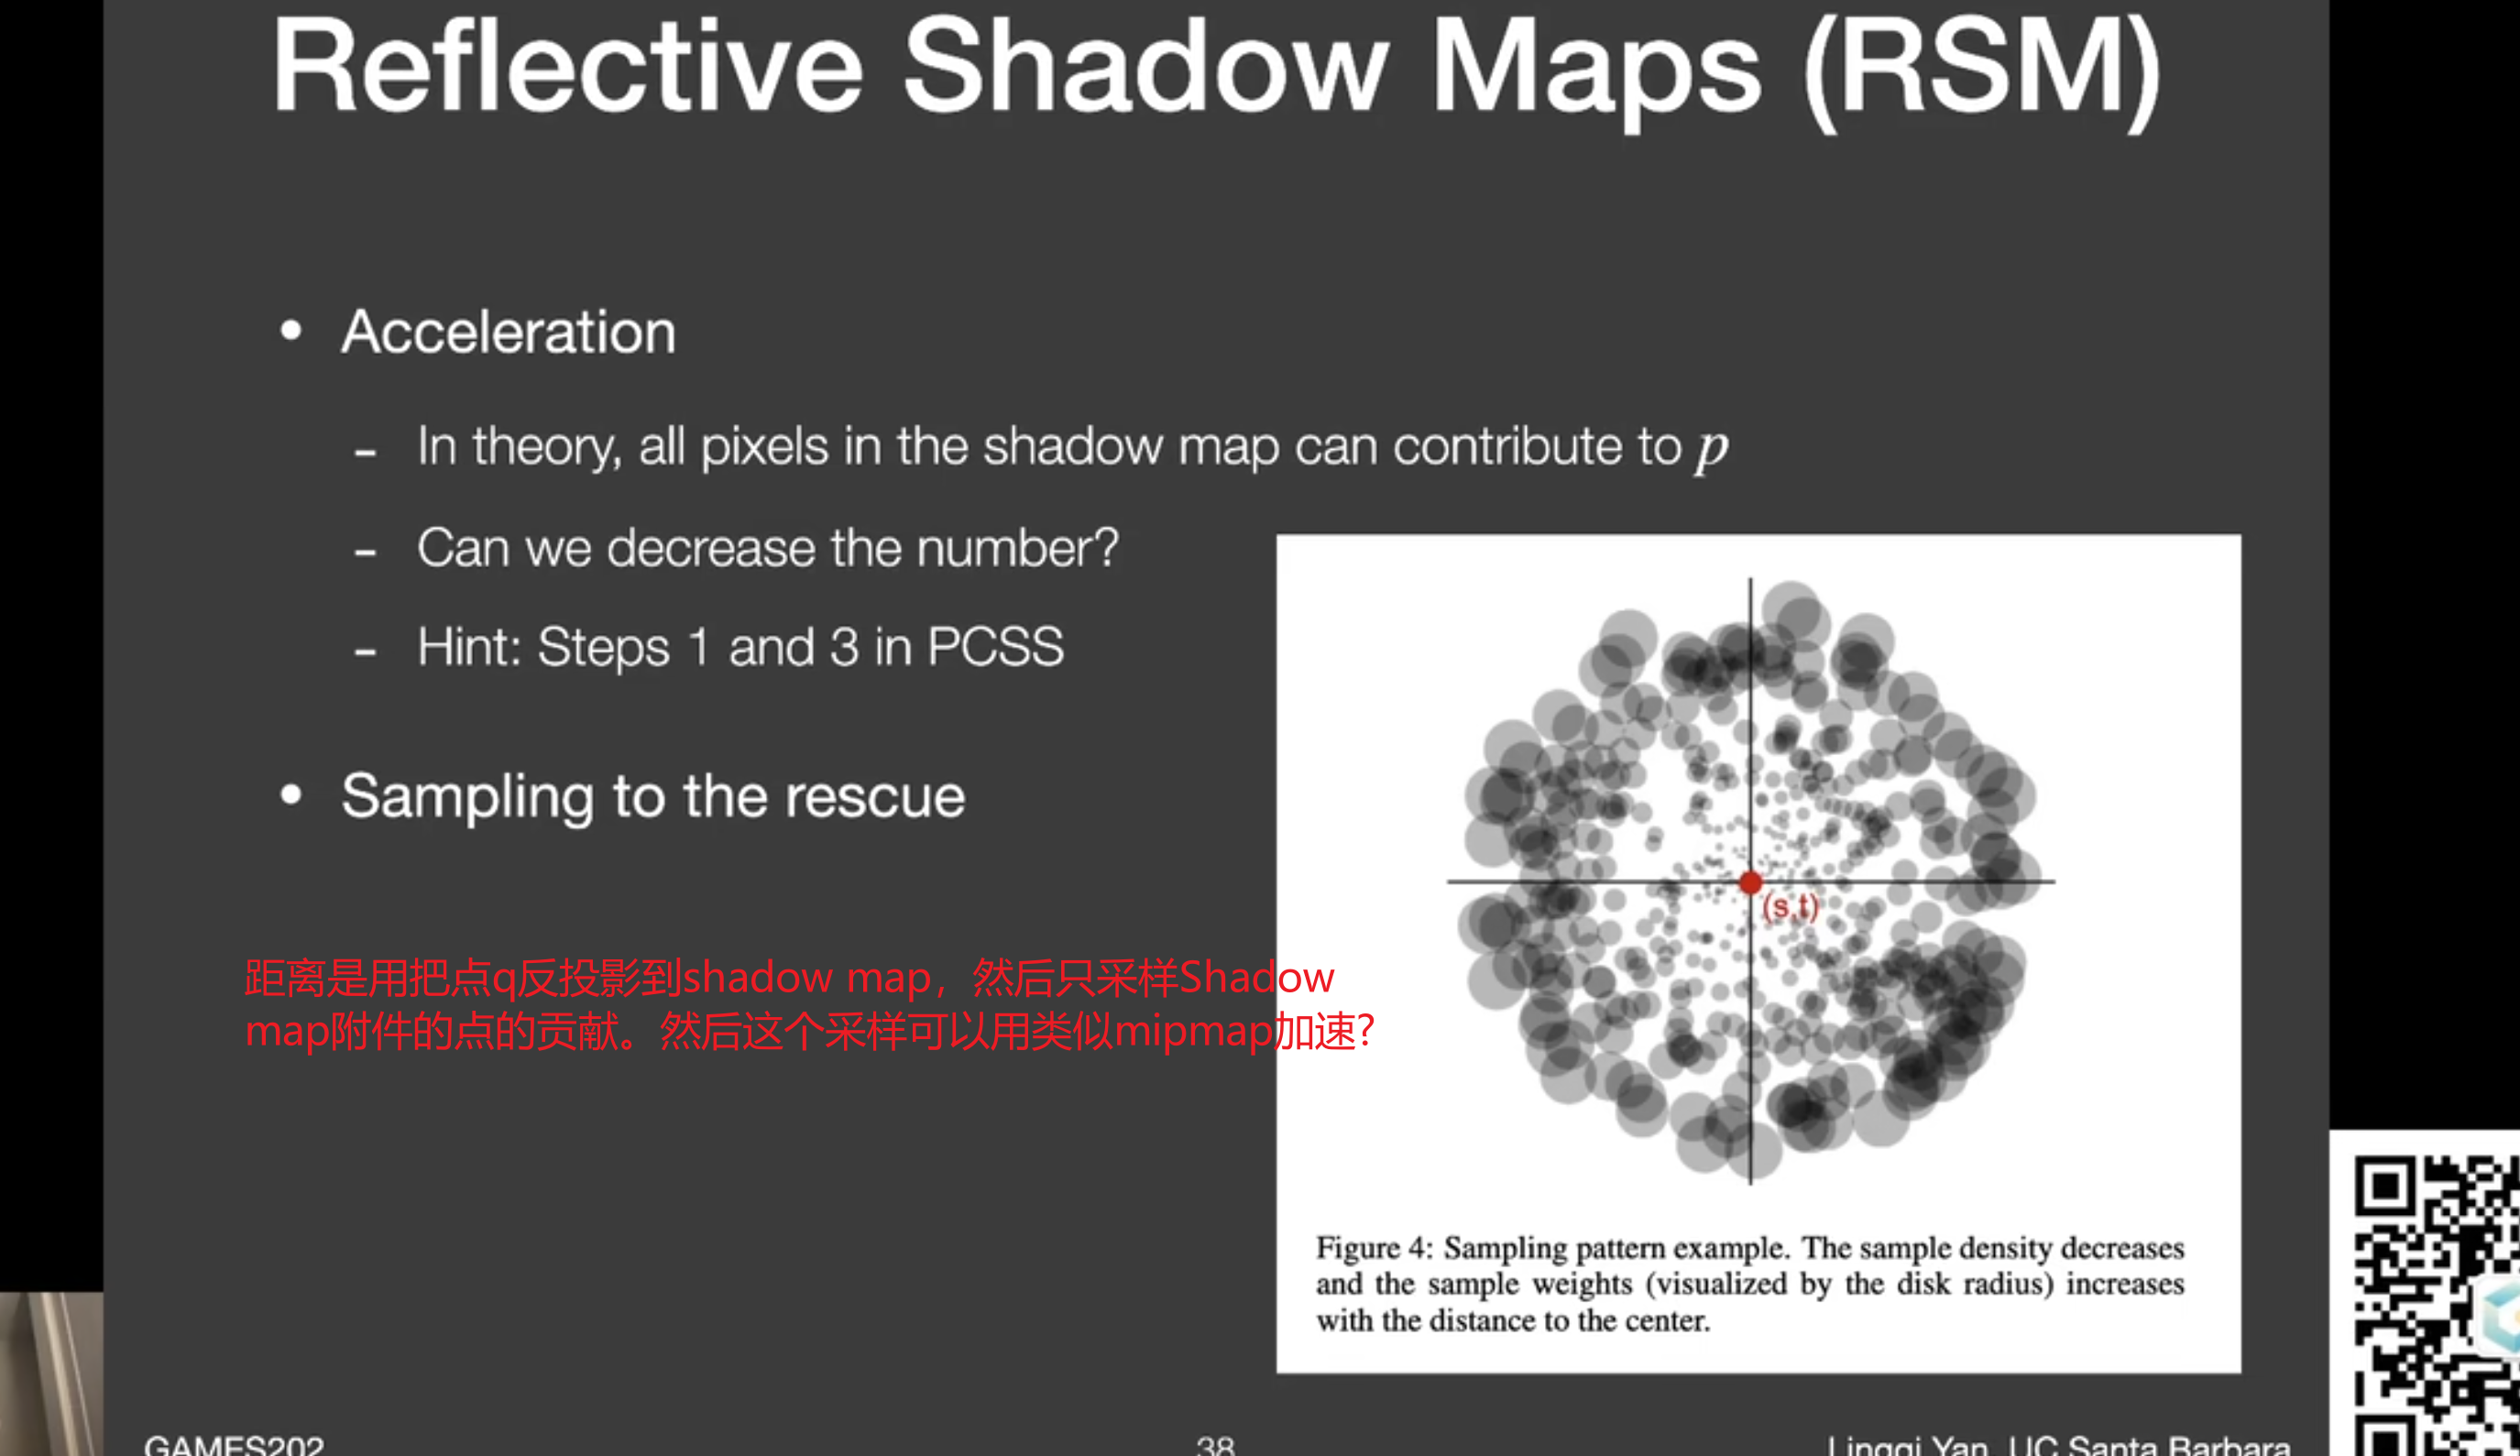 Reflective Shadow Maps (RSM)
• Acceleration
- In theory, all pixels in the shadow map can contribute to p
- Can we decrease the number?
- Hint: Steps 1 and 3 in PCSS
• Sampling to the rescue
(s,t)
距离是用把点q反投影到shadow map，然后只采样Shadow
map附件的点的贡献。然后这个采样可以用类似mipmap加速?
Figure 4: Sampling pattern example. The sample density decreases
and the sample weights (visualized by the disk radius) increases
with the distance to the center.
GAMES202
38
Lingqi Yan, UC Santa Barbara